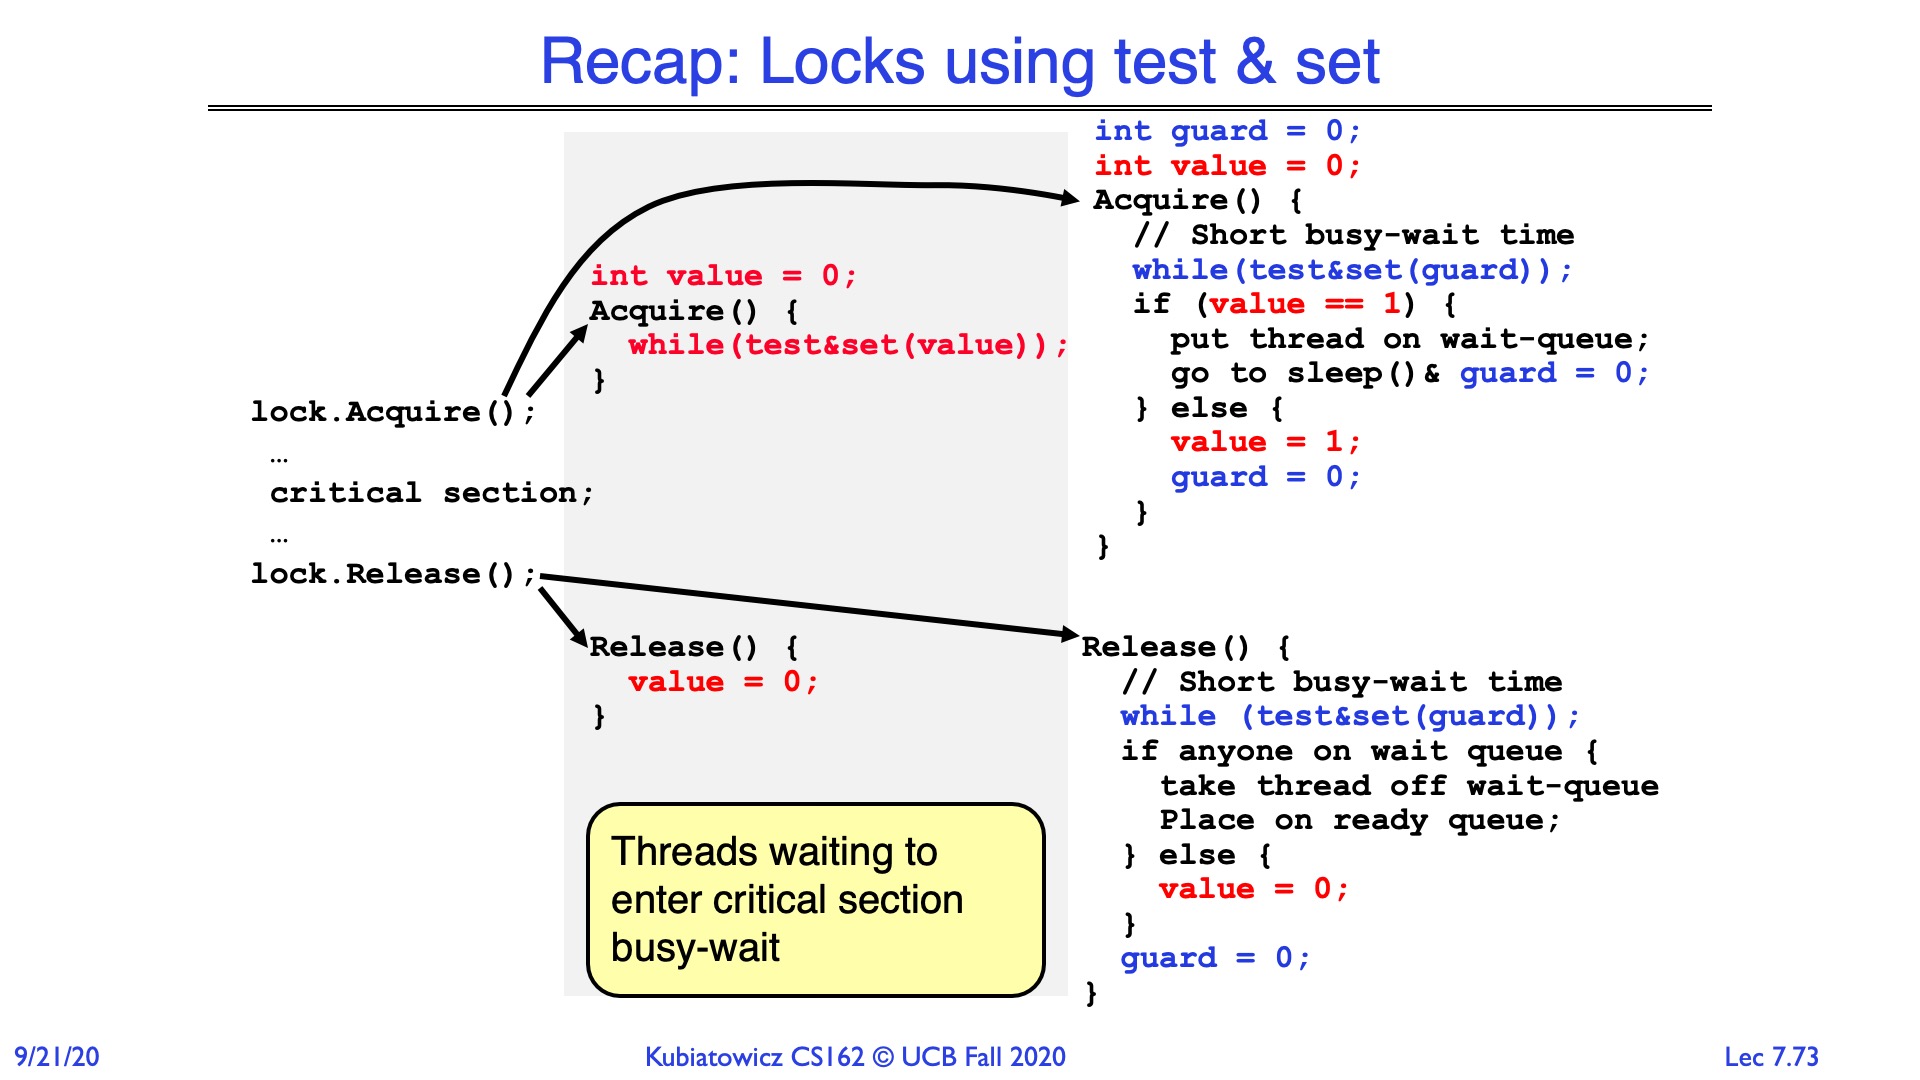 Recap: Locks using test & set
lock.Acquire();
…
critical section;
…
lock.Release();
int value = 0;
Acquire() {
while(test&set(value));
}
Release() {
value = 0;
}
Threads waiting to
enter critical section
busy-wait
int guard = 0;
int value = 0;
Acquire() {
// Short busy-wait time
while(test&set(guard));
if (value == 1) {
put thread on wait-queue;
go to sleep()& guard = 0;
} else {
value = 1;
guard = 0;
}
}
Release() {
// Short busy-wait time
while (test&set(guard));
if anyone on wait queue {
take thread off wait-queue
Place on ready queue;
} else {
value = 0;
}
guard = 0;
}
9/21/20
Kubiatowicz CS162 © UCB Fall 2020
Lec 7.73